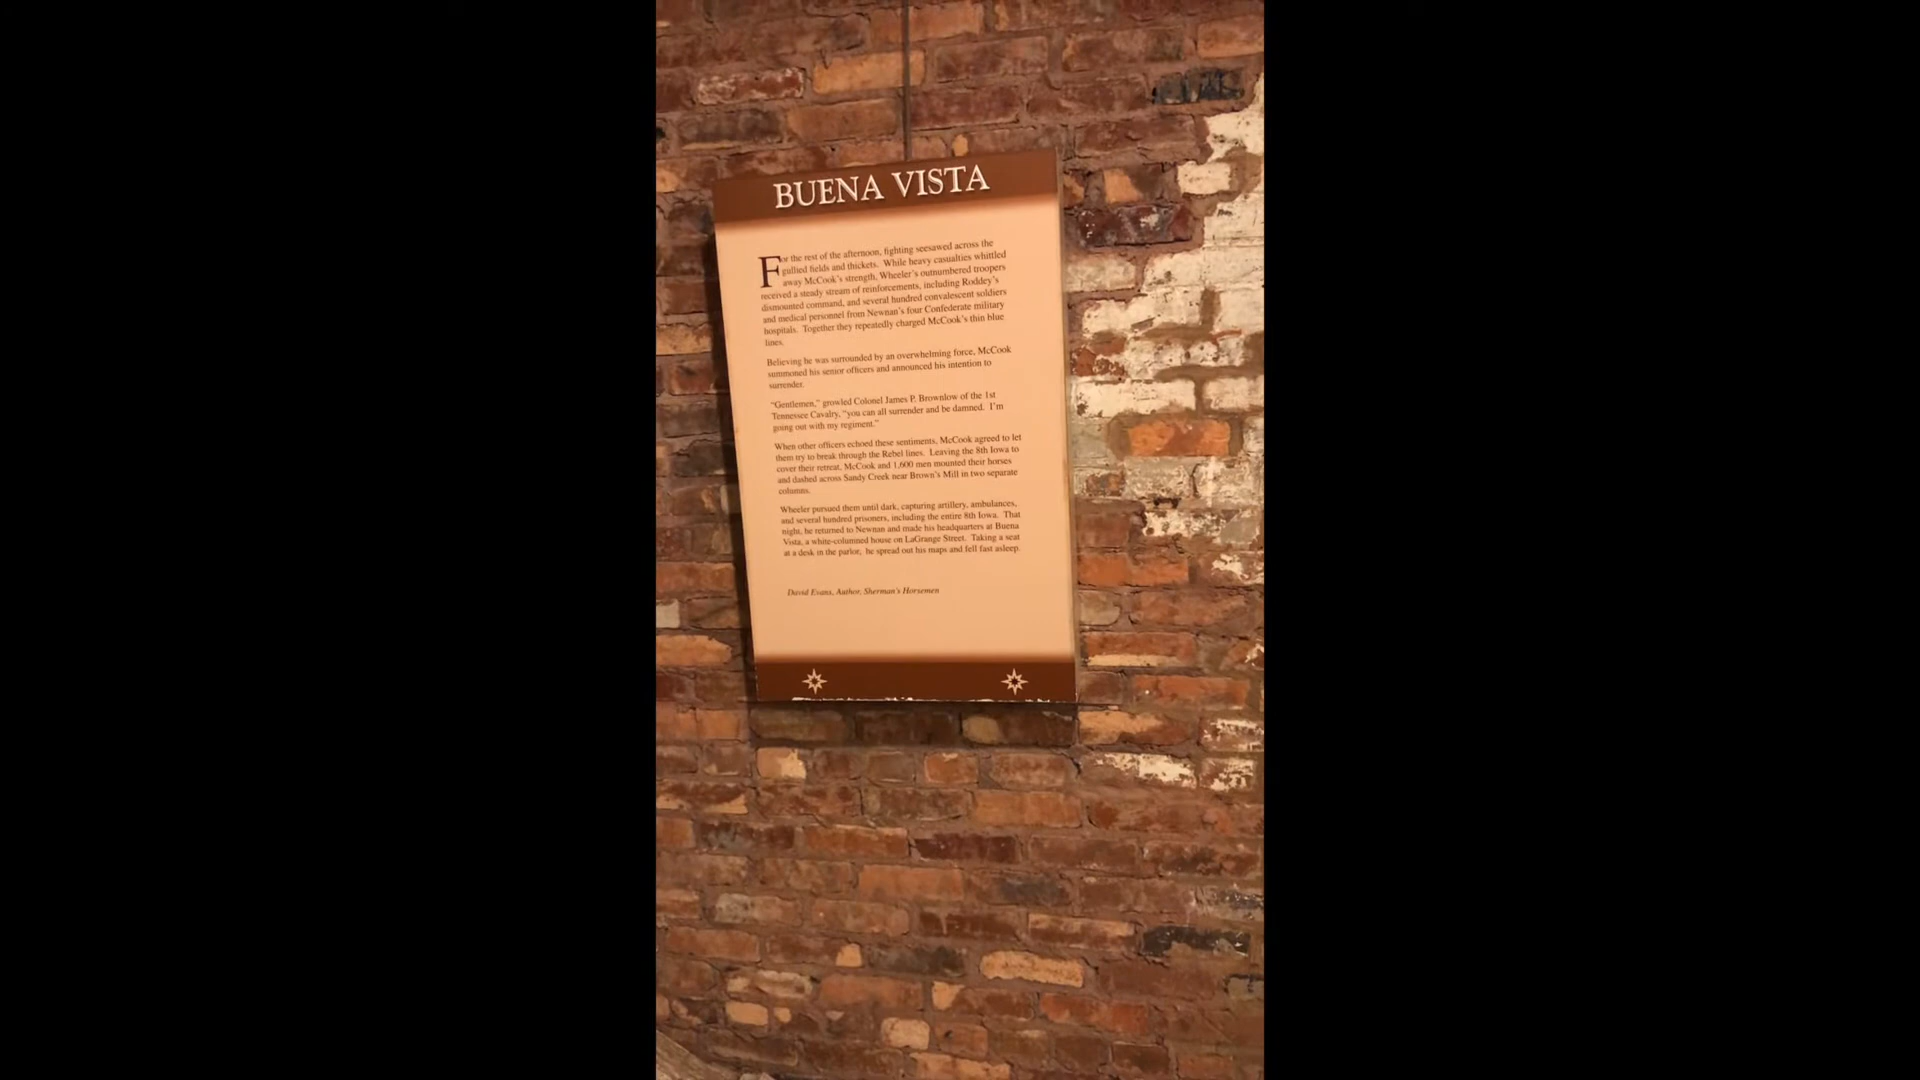 BUENA VISTA
For the rest of the afternoon, fighting seesawed across the
gullied fields and thickets. While heavy casualties whittled
away McCook's strength, Wheeler's outnumbered troopers
received a steady stream of reinforcements, including Roddey's
dismounted command, and several hundred convalescent soldiers
and medical personnel from Newnan's four Confederate military
hospitals. Together they repeatedly charged McCook's thin blue
lines.
Believing he was surrounded by an overwhelming force, McCook
summoned his senior officers and announced his intention to
surrender.
"Gentlemen," growled Colonel James P. Brownlow of the 1st
Tennessee Cavalry, "you can all surrender and be damned. I'm
going out with my regiment."
When other officers echoed these sentiments, McCook agreed to let
them try to break through the Rebel lines. Leaving the 8th Iowa to
cover their retreat, McCook and 1,600 men mounted their horses
and dashed across Sandy Creek near Brown's Mill in two separate
columns.
Wheeler pursued them until dark, capturing artillery, ambulances,
and several hundred prisoners, including the entire 8th Iowa. That
night, he returned to Newnan and made his headquarters at Buena
Vista, a white-columned house on LaGrange Street. Taking a seat
at a desk in the parlor, he spread out his maps and fell fast asleep.
David Evans, Author, Sherman's Horsemen